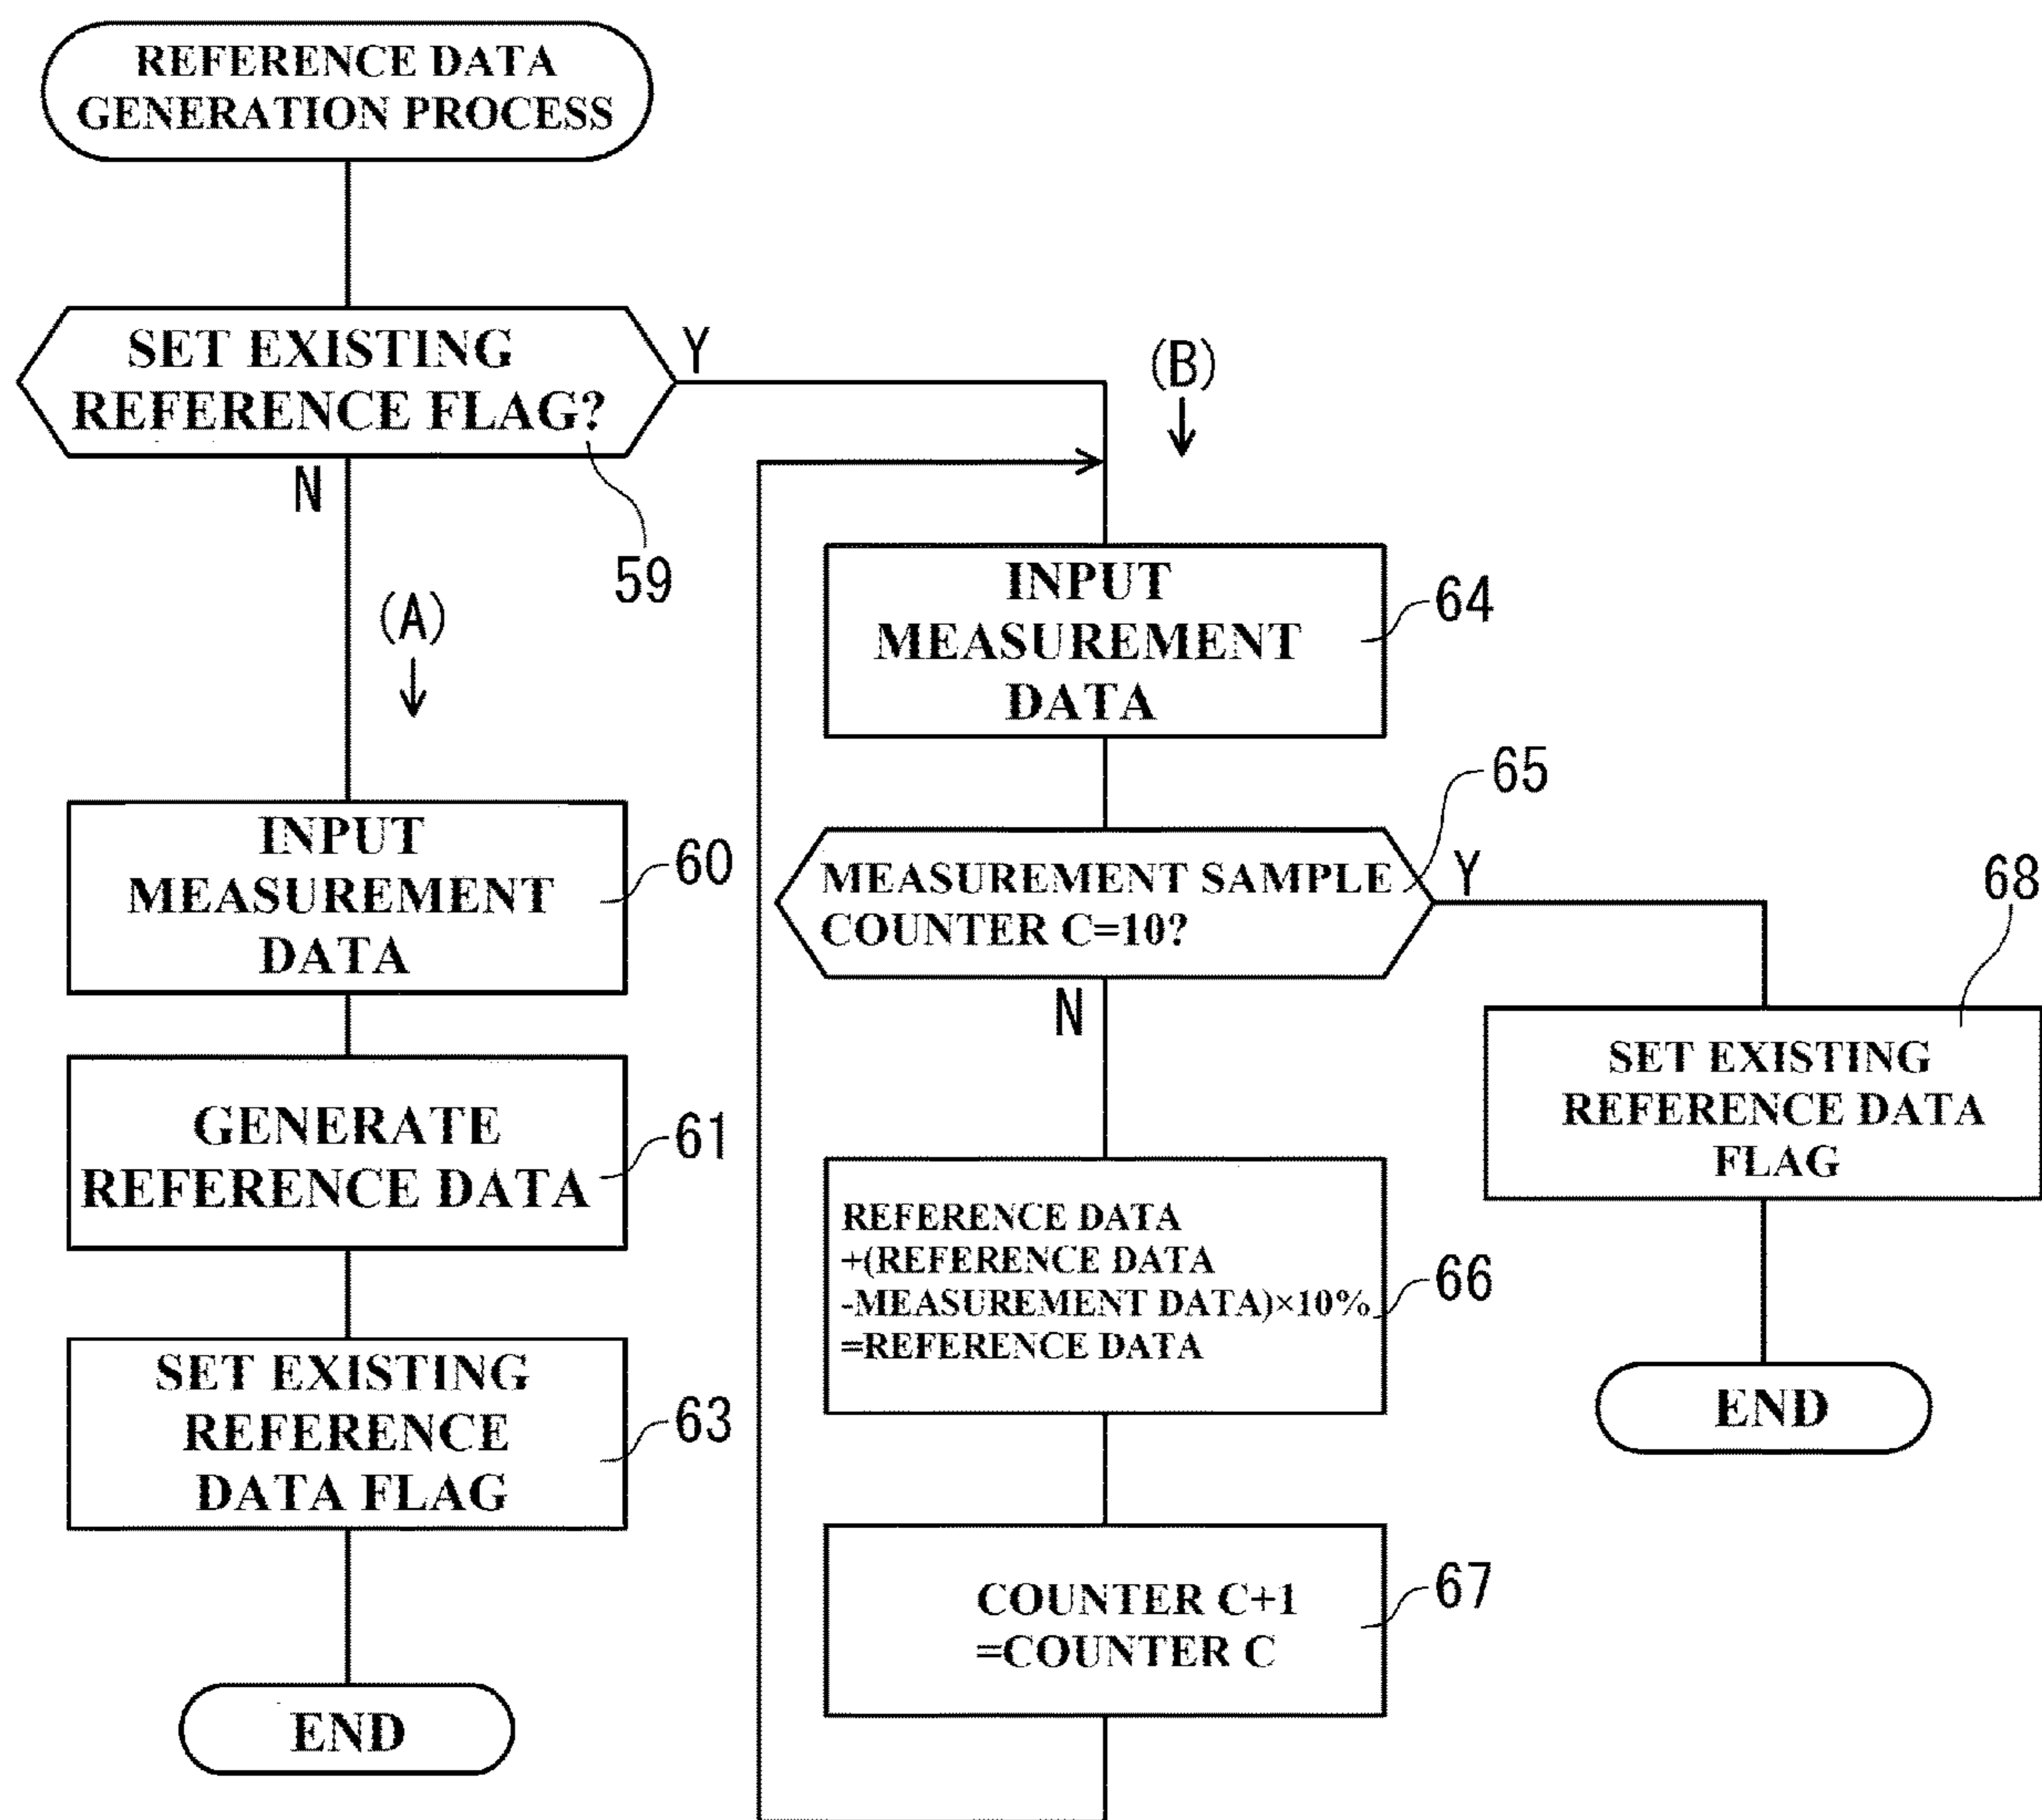 REFERENCE DATA
GENERATION PROCESS
SET EXISTING
REFERENCE FLAG?
Y
N
59
(A)
INPUT
MEASUREMENT
DATA
60
GENERATE
REFERENCE DATA
61
SET EXISTING
REFERENCE
DATA FLAG
63
END
(B)
INPUT
MEASUREMENT
DATA
64
MEASUREMENT SAMPLE
COUNTER C=10?
65
Y
N
REFERENCE DATA
+(REFERENCE DATA
-MEASUREMENT DATA)×10%
=REFERENCE DATA
66
COUNTER C+1
=COUNTER C
67
68
SET EXISTING
REFERENCE DATA
FLAG
END